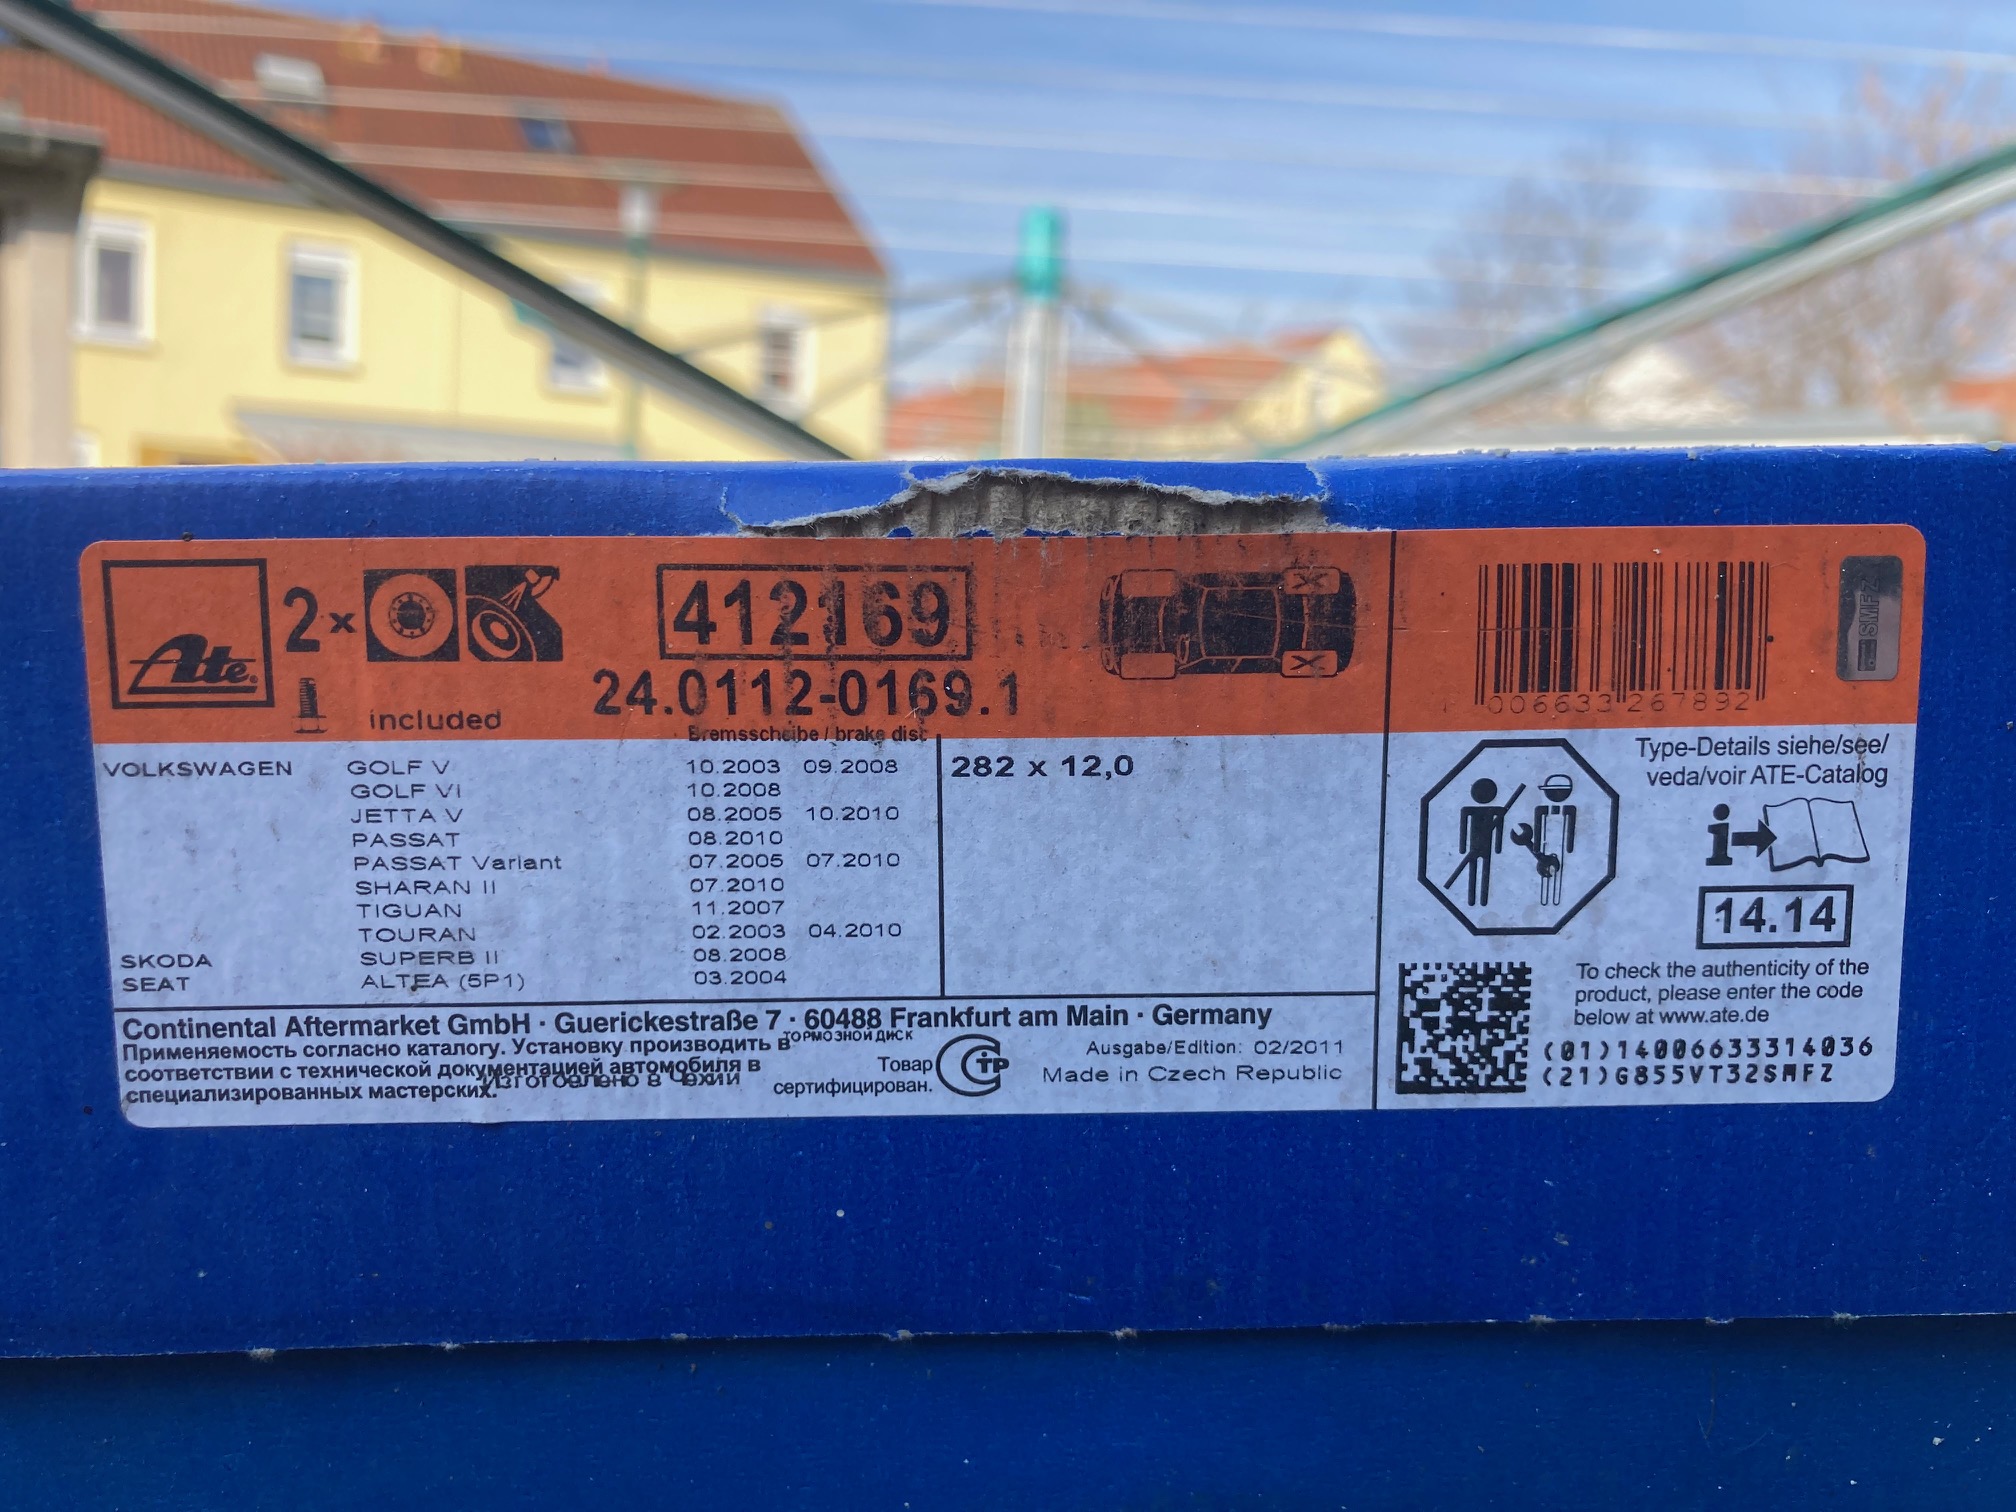 Ate
2x
412169
24.0112-0169.1
included
Bremsscheibe / brake disc
006633 267892
SMFZ
VOLKSWAGEN GOLF V 10.2003 09.2008
GOLF VI 10.2008
JETTA V 08.2005 10.2010
PASSAT 08.2010
PASSAT Variant 07.2005 07.2010
SHARAN II 07.2010
TIGUAN 11.2007
TOURAN 02.2003 04.2010
SKODA SUPERB II 08.2008
SEAT ALTEA (5P1) 03.2004
282 x 12,0
Type-Details siehe/see/
veda/voir ATE-Catalog
i
14.14
To check the authenticity of the
product, please enter the code
below at www.ate.de
(01)14006633314036
(21)G855VT32SMFZ
Continental Aftermarket GmbH · Guerickestraße 7 · 60488 Frankfurt am Main · Germany
Применяемость согласно каталогу. Установку производить в
соответствии с технической документацией автомобиля в
специализированных мастерских.
ТОРМОЗНОЙ ДИСК
Изготовлено в Чехии
Товар
сертифицирован.
Ausgabe/Edition: 02/2011
Made in Czech Republic